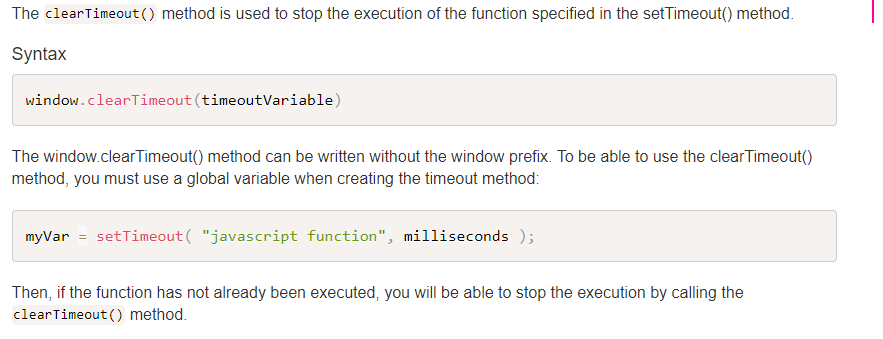 The clearTimeout() method is used to stop the execution of the function specified in the setTimeout() method.
Syntax
window.clearTimeout(timeoutVariable)
The window.clearTimeout() method can be written without the window prefix. To be able to use the clearTimeout()
method, you must use a global variable when creating the timeout method:
myVar = setTimeout( "javascript function", milliseconds );
Then, if the function has not already been executed, you will be able to stop the execution by calling the
clearTimeout() method.